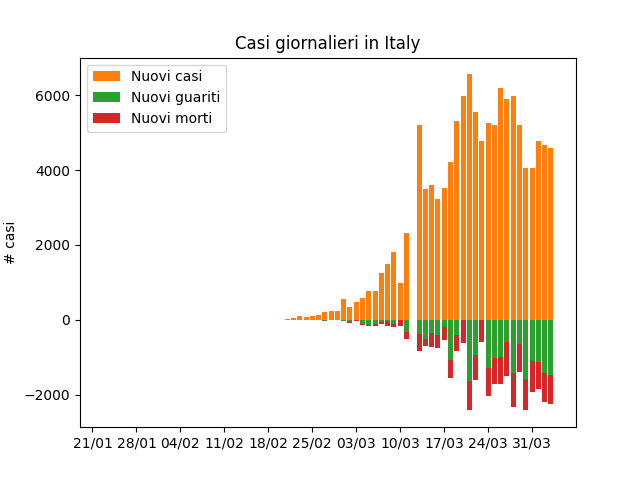 Casi giornalieri in Italy
Nuovi casi
Nuovi guariti
Nuovi morti
# casi
6000
4000
2000
0
−2000
21/01 28/01 04/02 11/02 18/02 25/02 03/03 10/03 17/03 24/03 31/03